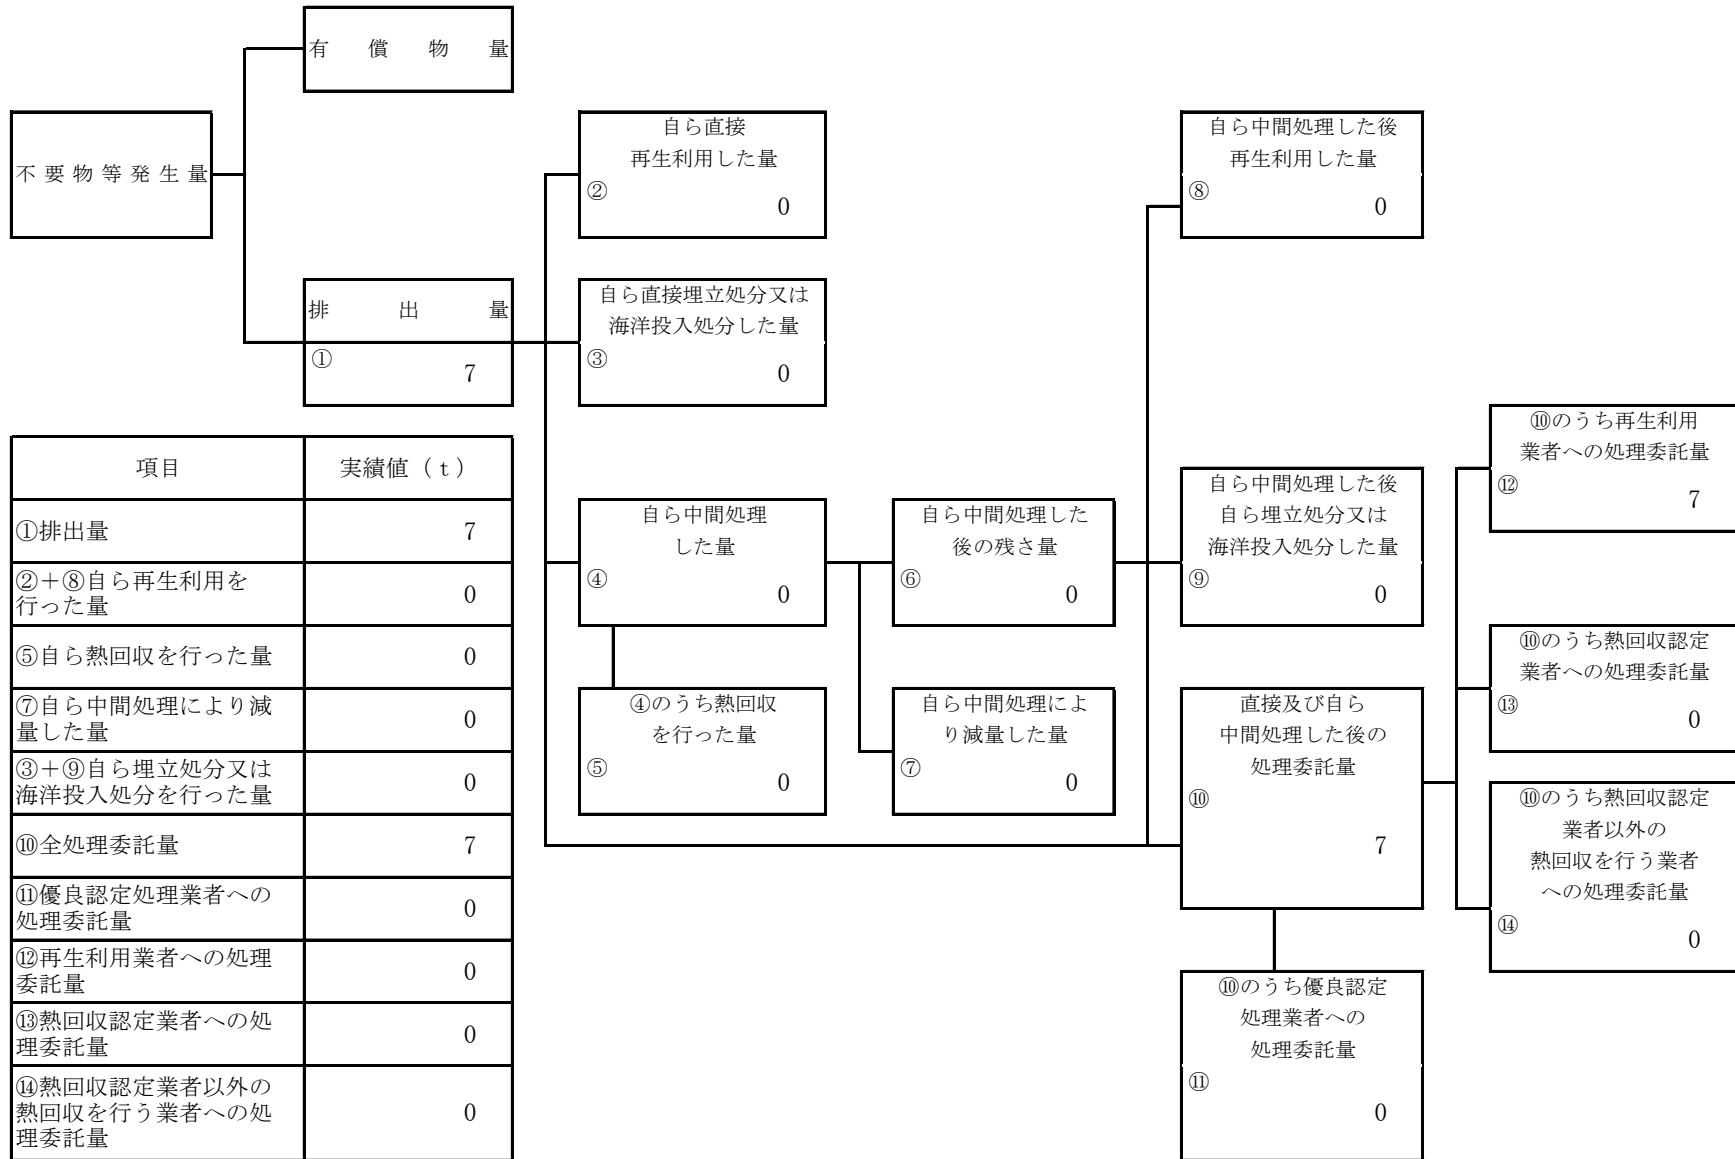 有償物量
不要物等発生量
排出量
①
7
自ら直接
再生利用した量
②
0
自ら直接埋立処分又は
海洋投入処分した量
③
0
自ら中間処理
した量
④
0
④のうち熱回収
を行った量
⑤
0
自ら中間処理した
後の残さ量
⑥
0
自ら中間処理によ
り減量した量
⑦
0
自ら中間処理した後
再生利用した量
⑧
0
自ら中間処理した後
自ら埋立処分又は
海洋投入処分した量
⑨
0
直接及び自ら
中間処理した後の
処理委託量
⑩
7
⑩のうち優良認定
処理業者への
処理委託量
⑪
0
⑩のうち再生利用
業者への処理委託量
⑫
7
⑩のうち熱回収認定
業者への処理委託量
⑬
0
⑩のうち熱回収認定
業者以外の
熱回収を行う業者
への処理委託量
⑭
0
項目 実績値（ｔ）
①排出量 7
②＋⑧自ら再生利用を
行った量 0
⑤自ら熱回収を行った量 0
⑦自ら中間処理により減
量した量 0
③＋⑨自ら埋立処分又は
海洋投入処分を行った量 0
⑩全処理委託量 7
⑪優良認定処理業者への
処理委託量 0
⑫再生利用業者への処理
委託量 0
⑬熱回収認定業者への処
理委託量 0
⑭熱回収認定業者以外の
熱回収を行う業者への処
理委託量 0